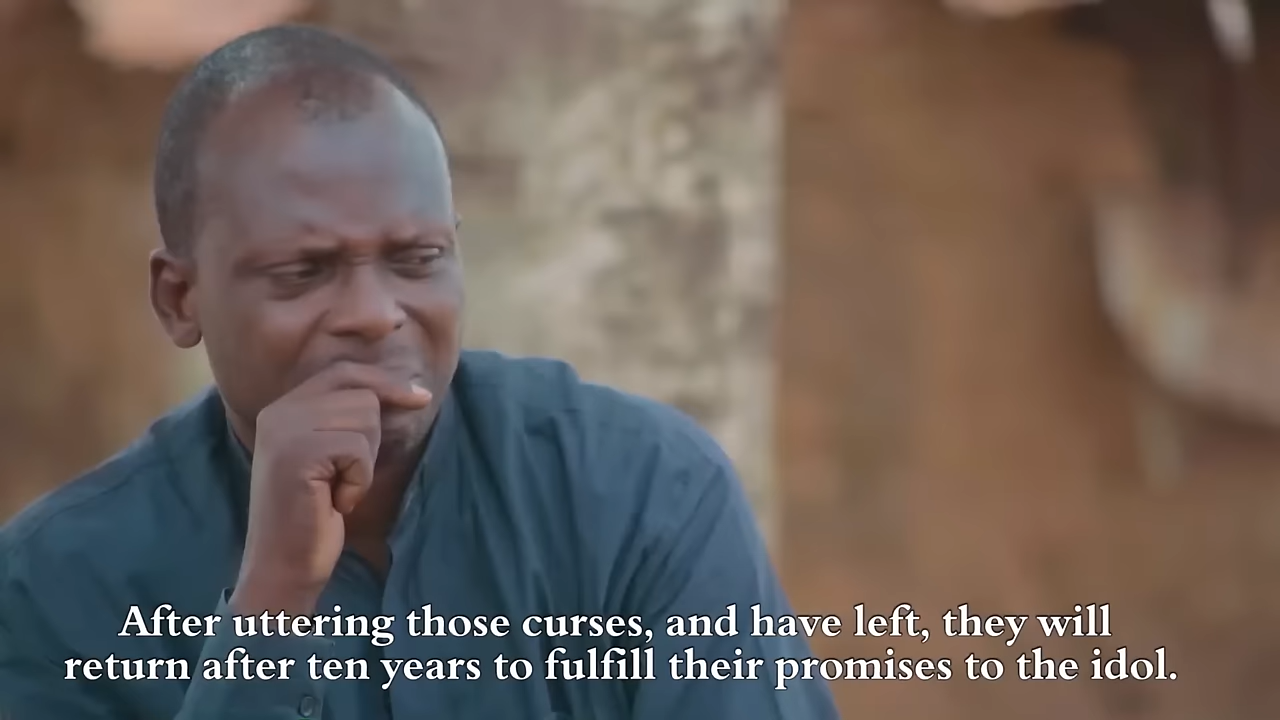 After uttering those curses, and have left, they will
return after ten years to fulfill their promises to the idol.